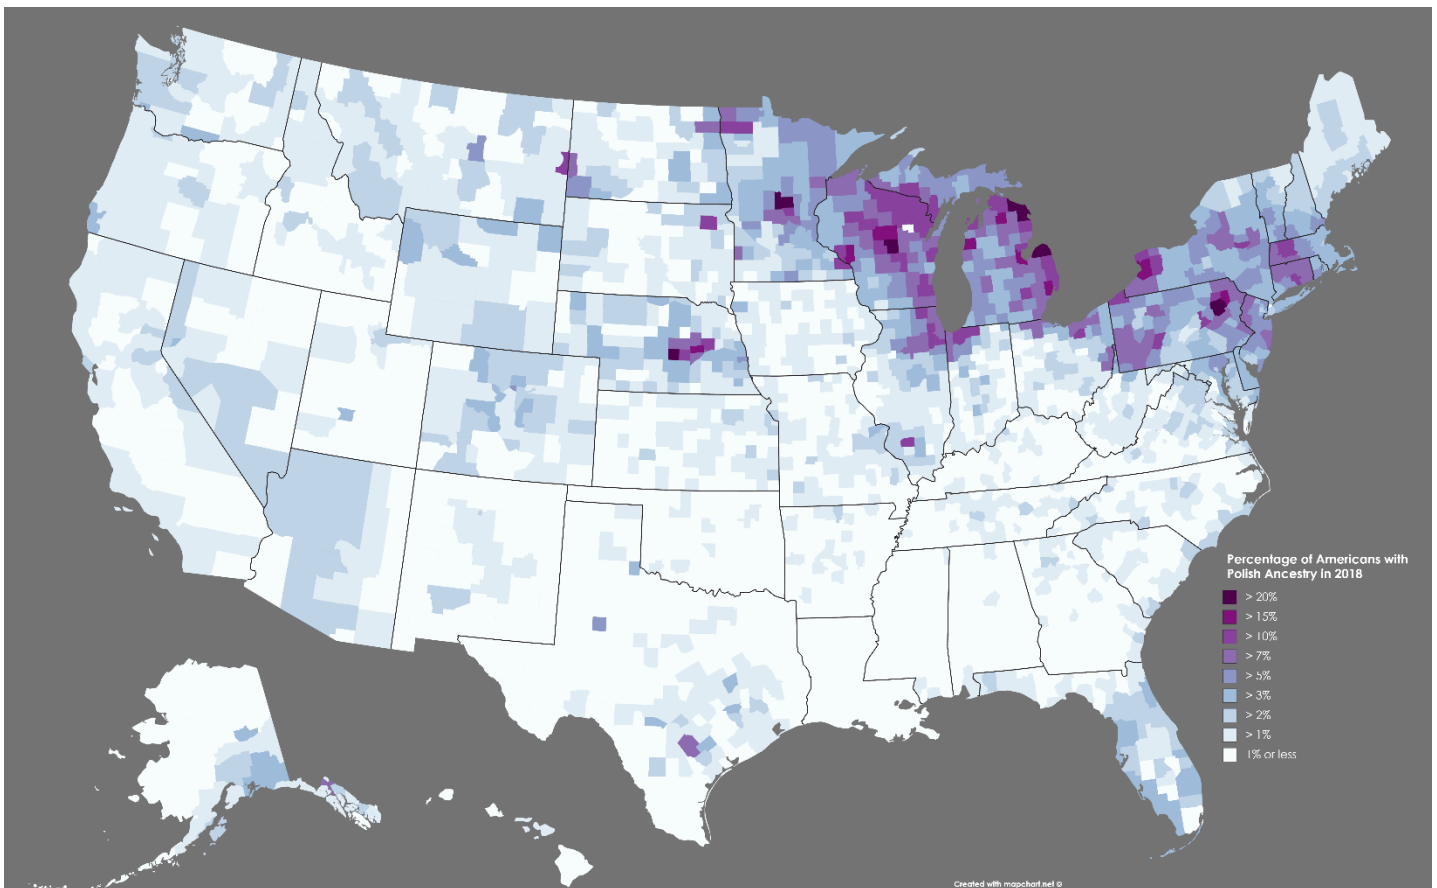 Percentage of Americans with
Polish Ancestry in 2018
> 20%
> 15%
> 10%
> 7%
> 5%
> 3%
> 2%
> 1%
1% or less
Created with mapchart.net ©